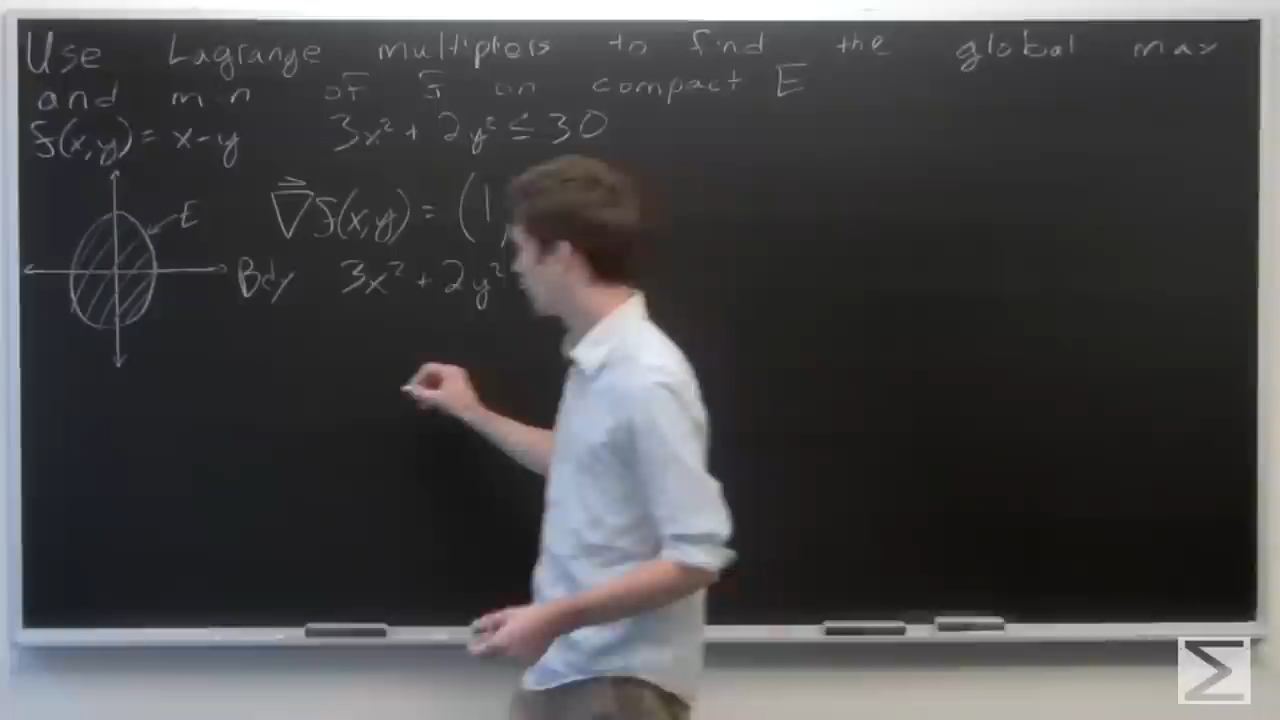 Use Lagrange multipliers to find the global max
and min of f on compact E
f(x,y) = x-y 3x² + 2y² ≤ 30
E
∇f(x,y) = (1,
Bdy 3x² + 2y²
Σ